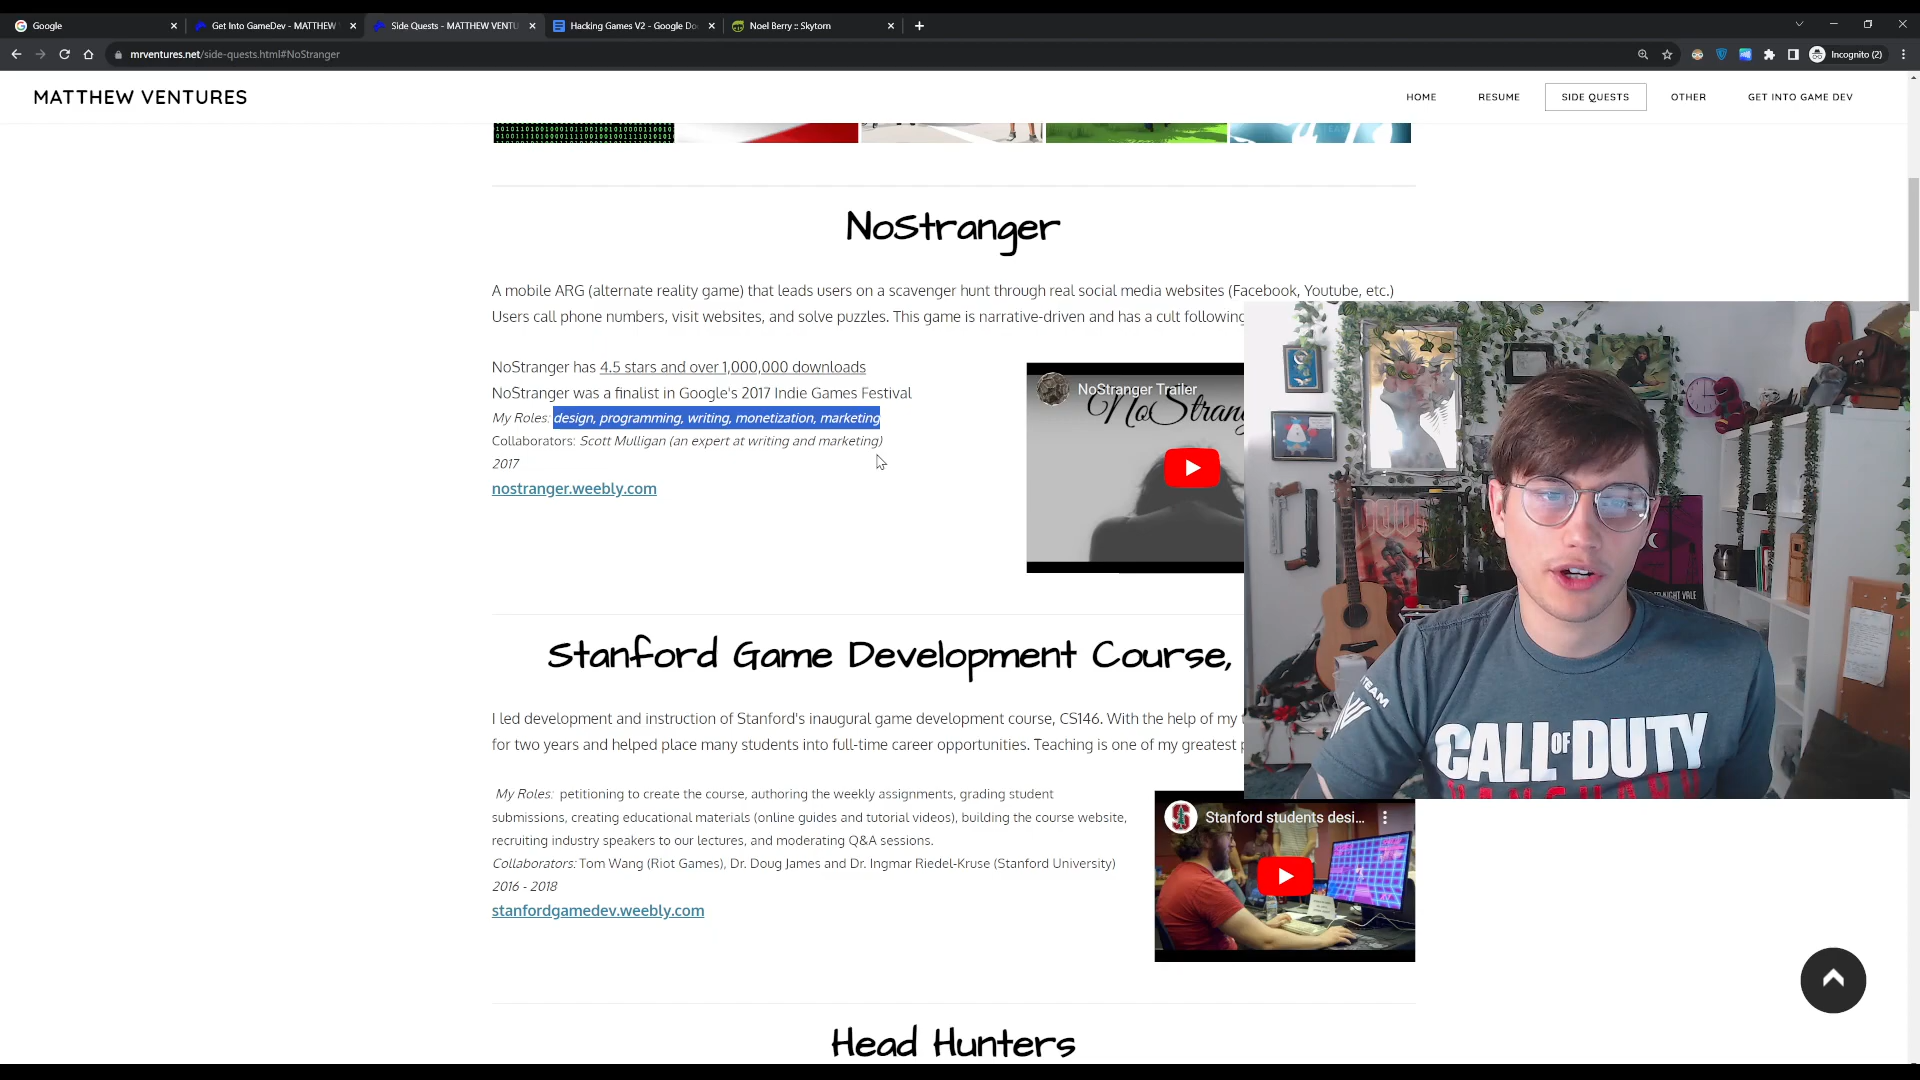 Google
Get Into GameDev - MATTHEW
Side Quests - MATTHEW VENTU
Hacking Games V2 - Google Do
Noel Berry :: Skytorn
mrventures.net/side-quests.html#NoStranger
Incognito (2)
MATTHEW VENTURES
HOME
RESUME
SIDE QUESTS
OTHER
GET INTO GAME DEV
NoStranger
A mobile ARG (alternate reality game) that leads users on a scavenger hunt through real social media websites (Facebook, Youtube, etc.)
Users call phone numbers, visit websites, and solve puzzles. This game is narrative-driven and has a cult following
NoStranger has 4.5 stars and over 1,000,000 downloads
NoStranger was a finalist in Google's 2017 Indie Games Festival
My Roles: design, programming, writing, monetization, marketing
Collaborators: Scott Mulligan (an expert at writing and marketing)
2017
nostranger.weebly.com
NoStranger Trailer
NoStrang
TEAM
CALL OF DUTY
VANGUARD
Stanford Game Development Course,
I led development and instruction of Stanford's inaugural game development course, CS146. With the help of my
for two years and helped place many students into full-time career opportunities. Teaching is one of my greatest
My Roles: petitioning to create the course, authoring the weekly assignments, grading student
submissions, creating educational materials (online guides and tutorial videos), building the course website,
recruiting industry speakers to our lectures, and moderating Q&A sessions.
Collaborators: Tom Wang (Riot Games), Dr. Doug James and Dr. Ingmar Riedel-Kruse (Stanford University)
2016 - 2018
stanfordgamedev.weebly.com
Stanford students desi...
Head Hunters